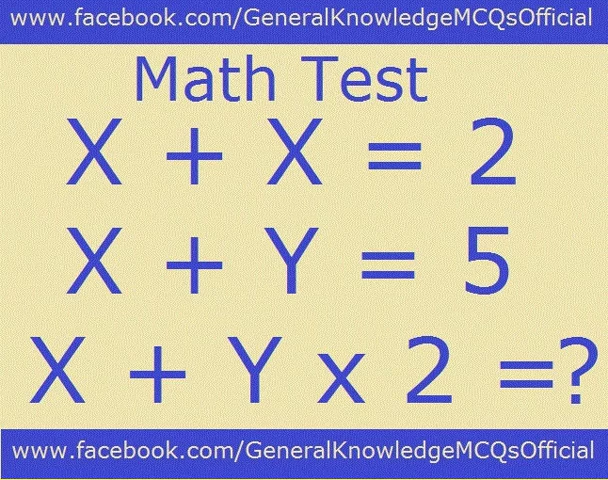 www.facebook.com/GeneralKnowledgeMCQsOfficial
Math Test
X + X = 2
X + Y = 5
X + Y x 2 =?
www.facebook.com/GeneralKnowledgeMCQsOfficial